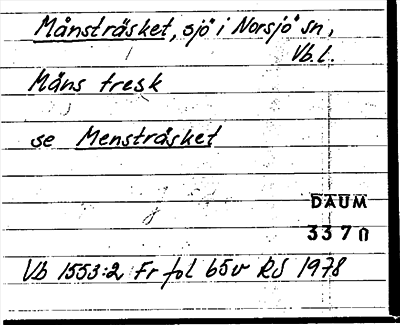 Månsträsket, sjö i Norsjö sn,
Vb. l.
Måns tresk
se Mensträsket
DAUM
3370
Vb 1553:2 Fr fol 65v RS 1978